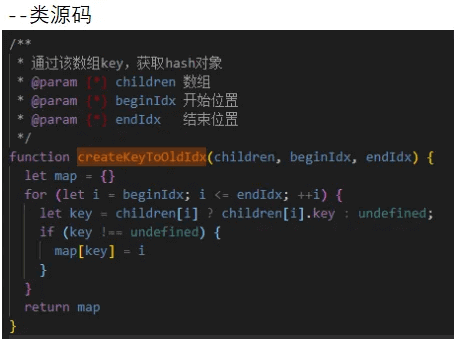 --类源码
/**
 * 通过该数组key，获取hash对象
 * @param {*} children 数组
 * @param {*} beginIdx 开始位置
 * @param {*} endIdx   结束位置
 */
function createKeyToOldIdx(children, beginIdx, endIdx) {
  let map = {}
  for (let i = beginIdx; i <= endIdx; ++i) {
    let key = children[i] ? children[i].key : undefined;
    if (key !== undefined) {
      map[key] = i
    }
  }
  return map
}